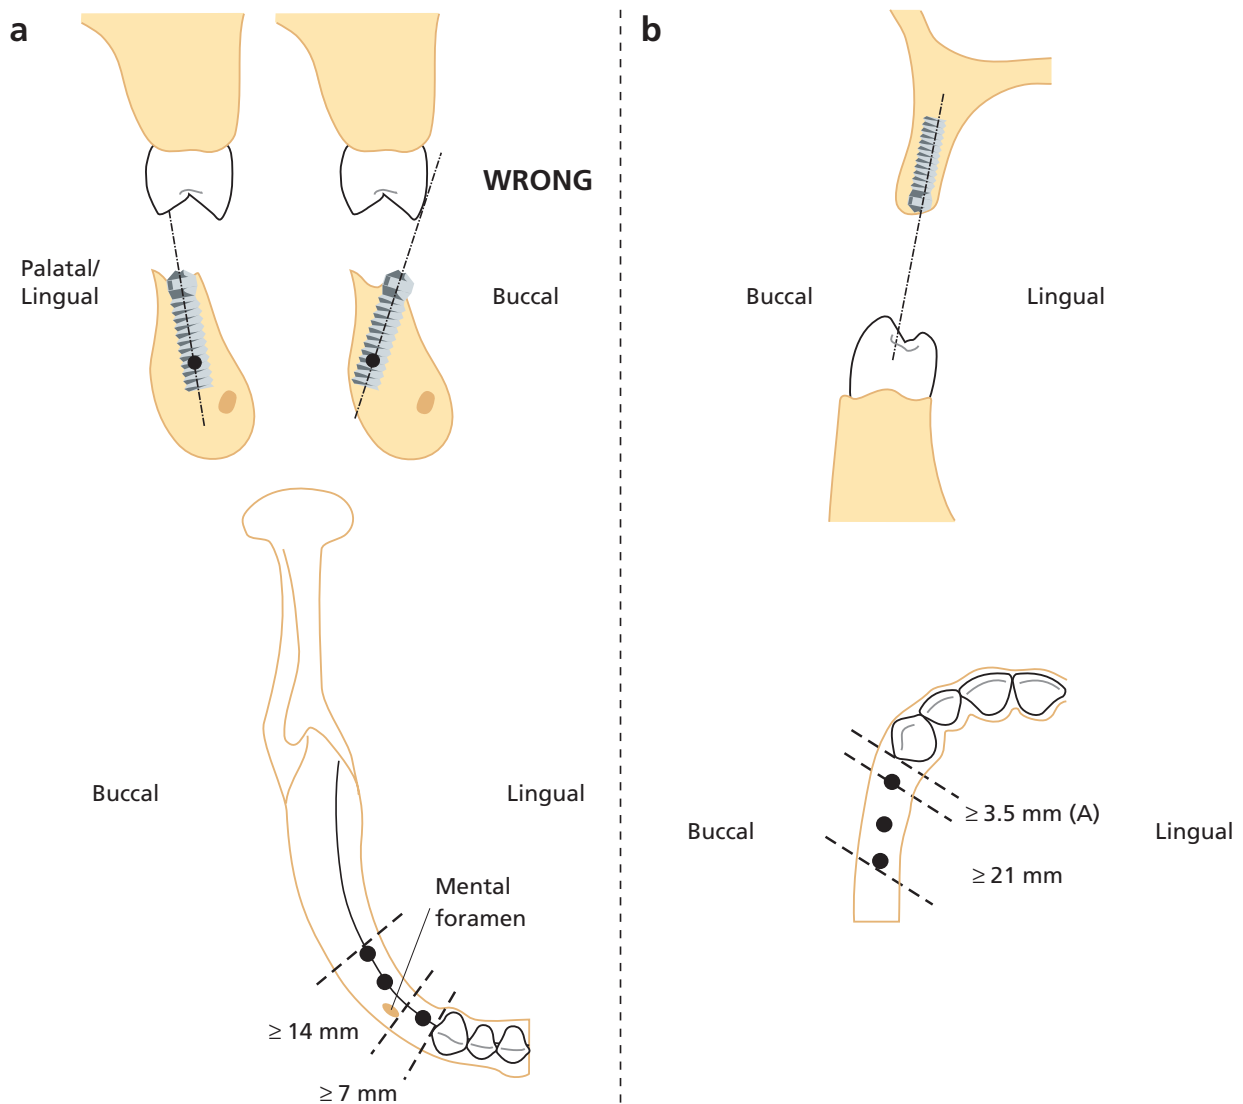 a
WRONG
Palatal/
Lingual
Buccal
Buccal
Lingual
Mental
foramen
≥ 14 mm
≥ 7 mm
b
Buccal
Lingual
≥ 3.5 mm (A)
Buccal
Lingual
≥ 21 mm